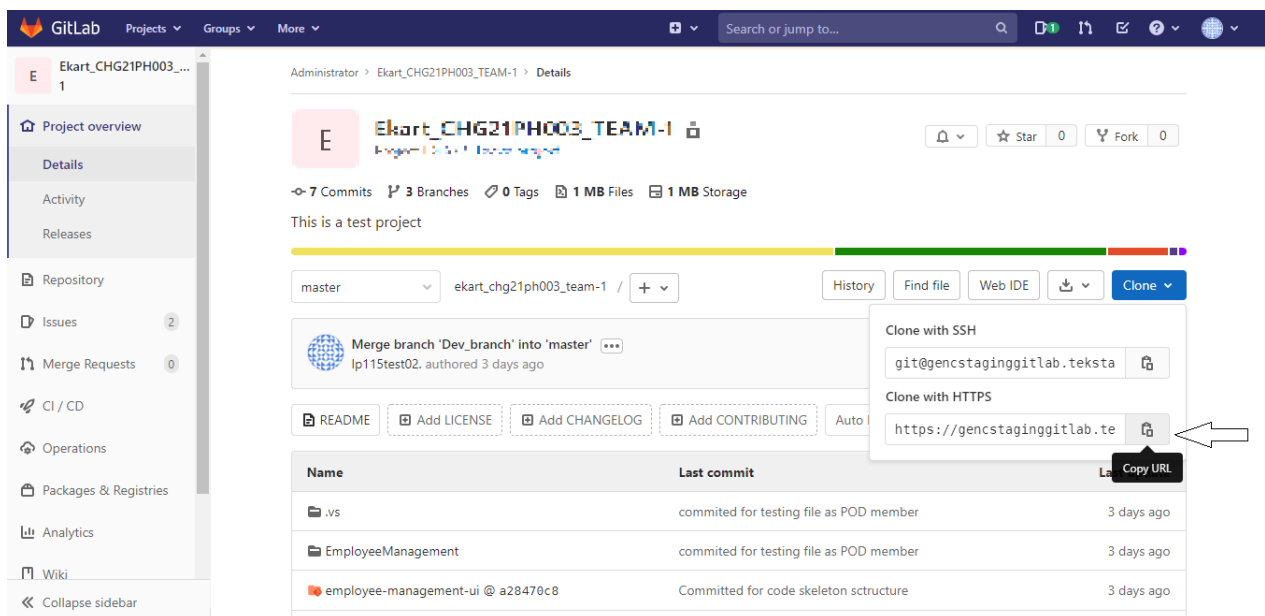 GitLab Projects Groups More Search or jump to... 1
E Ekart_CHG21PH003_... 1
Project overview
Details
Activity
Releases
Repository
Issues 2
Merge Requests 0
CI / CD
Operations
Packages & Registries
Analytics
Wiki
Collapse sidebar
Administrator > Ekart_CHG21PH003_TEAM-1 > Details
E Ekart_CHG21PH003_TEAM-1
Star 0 Fork 0
7 Commits 3 Branches 0 Tags 1 MB Files 1 MB Storage
This is a test project
master ekart_chg21ph003_team-1 / + History Find file Web IDE Clone
Clone with SSH
git@gencstaginggitlab.teksta
Clone with HTTPS
https://gencstaginggitlab.te
Copy URL
Merge branch 'Dev_branch' into 'master' ...
lp115test02. authored 3 days ago
README Add LICENSE Add CHANGELOG Add CONTRIBUTING Auto
Name Last commit
.vs commited for testing file as POD member 3 days ago
EmployeeManagement commited for testing file as POD member 3 days ago
employee-management-ui @ a28470c8 Committed for code skeleton sctructure 3 days ago